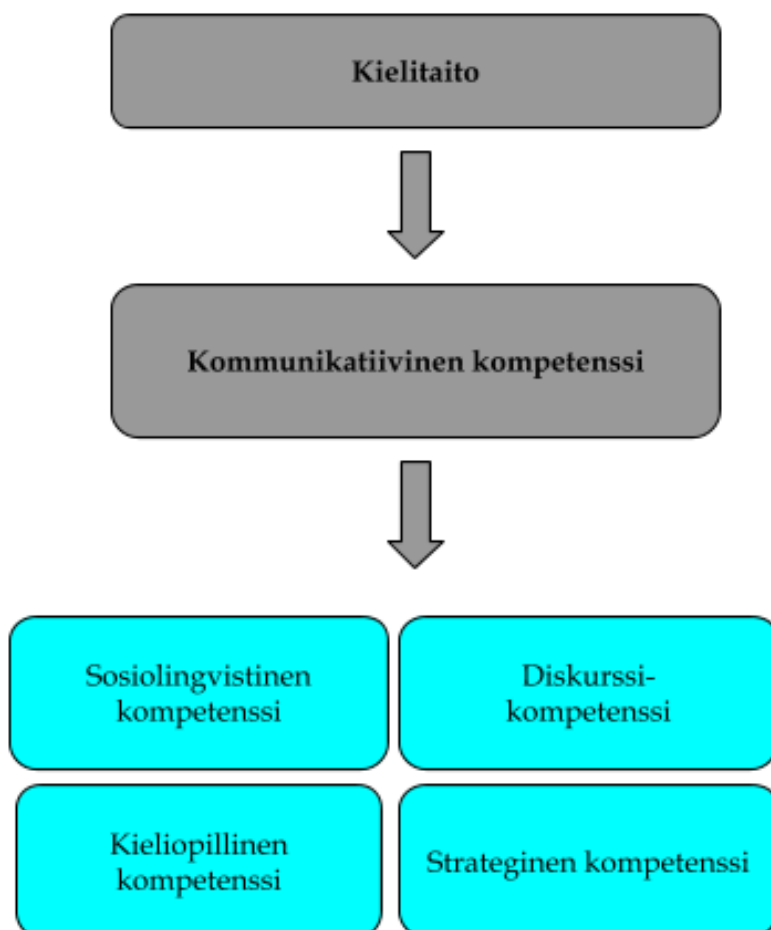 Kielitaito
Kommunikatiivinen kompetenssi
Sosiolingvistinen
kompetenssi
Diskurssi-
kompetenssi
Kieliopillinen
kompetenssi
Strateginen kompetenssi